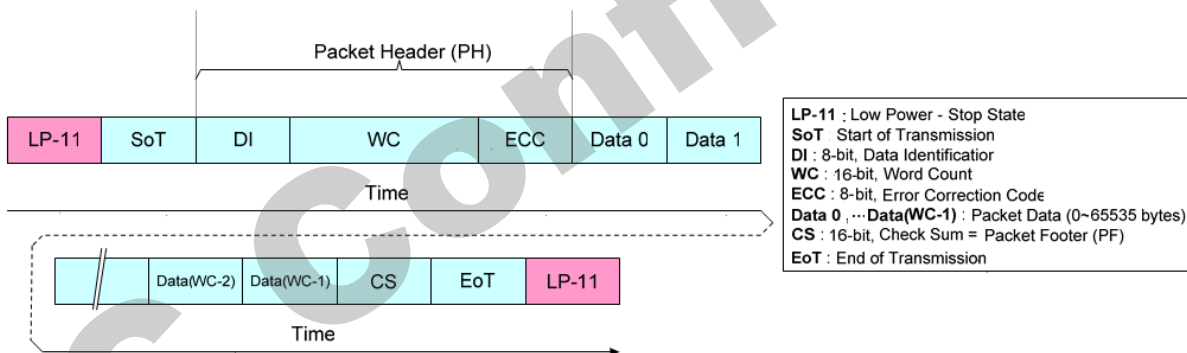 Packet Header (PH)
LP-11 SoT DI WC ECC Data 0 Data 1
Time
Data(WC-2) Data(WC-1) CS EoT LP-11
Time
LP-11 : Low Power - Stop State
SoT : Start of Transmission
DI : 8-bit, Data Identification
WC : 16-bit, Word Count
ECC : 8-bit, Error Correction Code
Data 0 , ···Data(WC-1) : Packet Data (0~65535 bytes)
CS : 16-bit, Check Sum = Packet Footer (PF)
EoT : End of Transmission